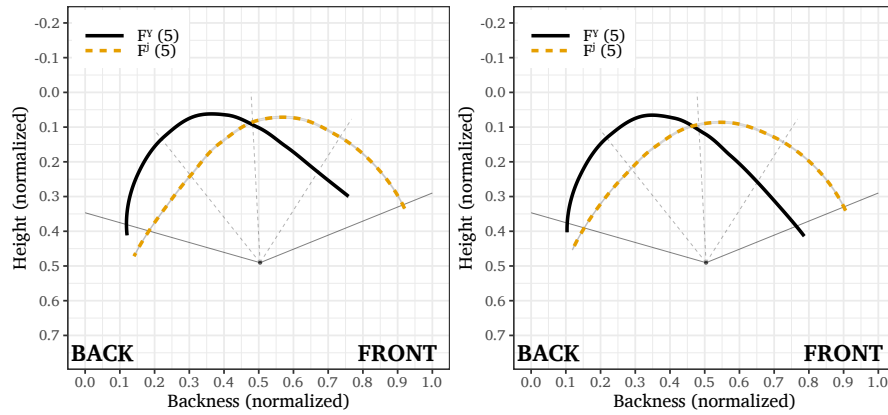 -0.2
-0.1
0.0
0.1
0.2
0.3
0.4
0.5
0.6
0.7
Height (normalized)
Fˠ (5)
Fʲ (5)
BACK FRONT
0.0 0.1 0.2 0.3 0.4 0.5 0.6 0.7 0.8 0.9 1.0
Backness (normalized)
-0.2
-0.1
0.0
0.1
0.2
0.3
0.4
0.5
0.6
0.7
Height (normalized)
Fˠ (5)
Fʲ (5)
BACK FRONT
0.0 0.1 0.2 0.3 0.4 0.5 0.6 0.7 0.8 0.9 1.0
Backness (normalized)